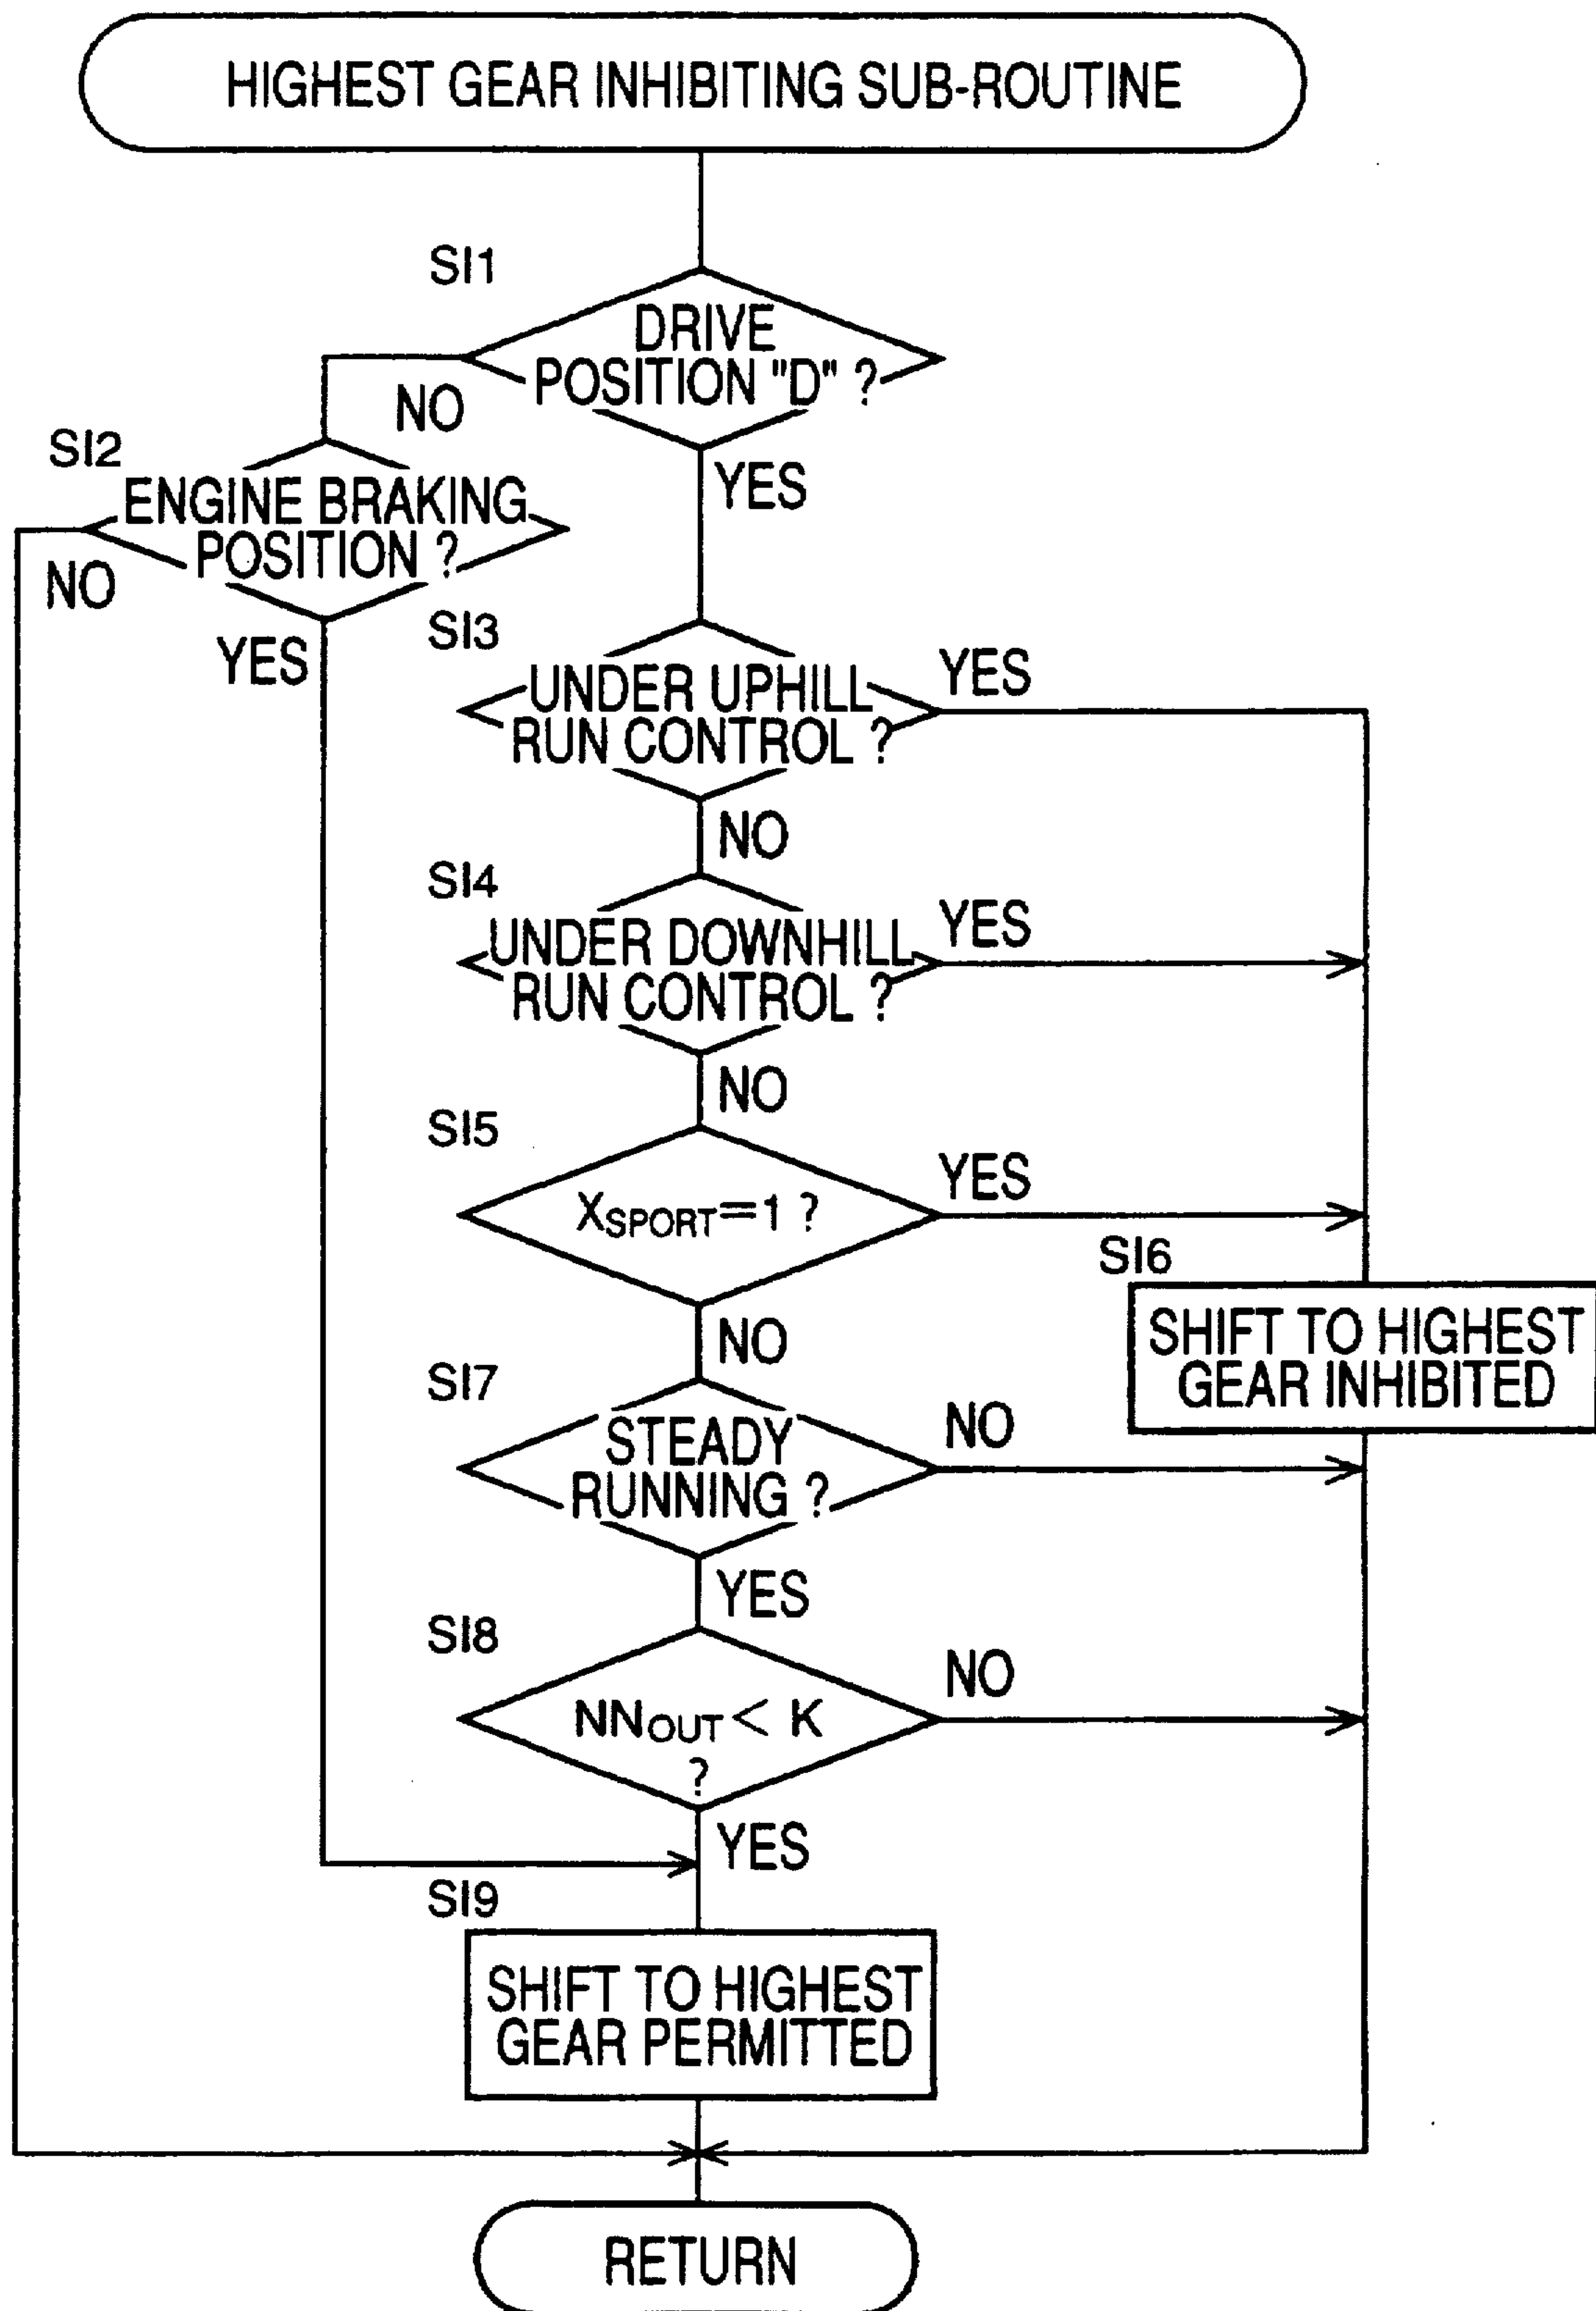 HIGHEST GEAR INHIBITING SUB-ROUTINE
SI1
DRIVE
POSITION "D" ?
NO
YES
SI2
ENGINE BRAKING
POSITION ?
NO
YES
SI3
UNDER UPHILL
RUN CONTROL ?
YES
NO
SI4
UNDER DOWNHILL
RUN CONTROL ?
YES
NO
SI5
XSPORT=1 ?
YES
NO
SI6
SHIFT TO HIGHEST
GEAR INHIBITED
SI7
STEADY
RUNNING ?
NO
YES
SI8
NNOUT < K
?
NO
YES
SI9
SHIFT TO HIGHEST
GEAR PERMITTED
RETURN